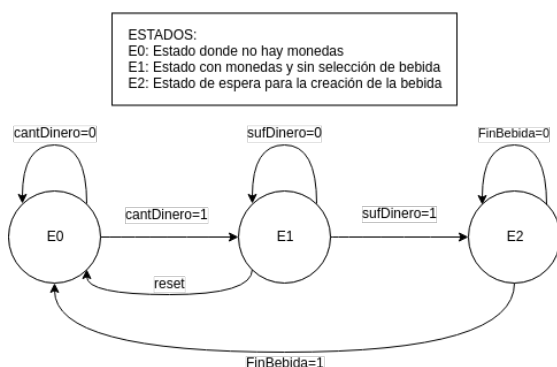 ESTADOS:
E0: Estado donde no hay monedas
E1: Estado con monedas y sin selección de bebida
E2: Estado de espera para la creación de la bebida
cantDinero=0
sufDinero=0
FinBebida=0
E0
cantDinero=1
E1
sufDinero=1
E2
reset
FinBebida=1